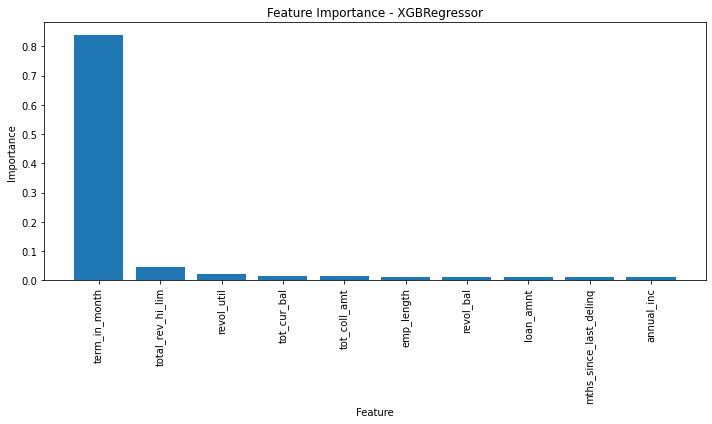 Feature Importance - XGBRegressor
Importance
0.8
0.7
0.6
0.5
0.4
0.3
0.2
0.1
0.0
term_in_month
total_rev_hi_lim
revol_util
tot_cur_bal
tot_coll_amt
emp_length
revol_bal
loan_amnt
mths_since_last_delinq
annual_inc
Feature